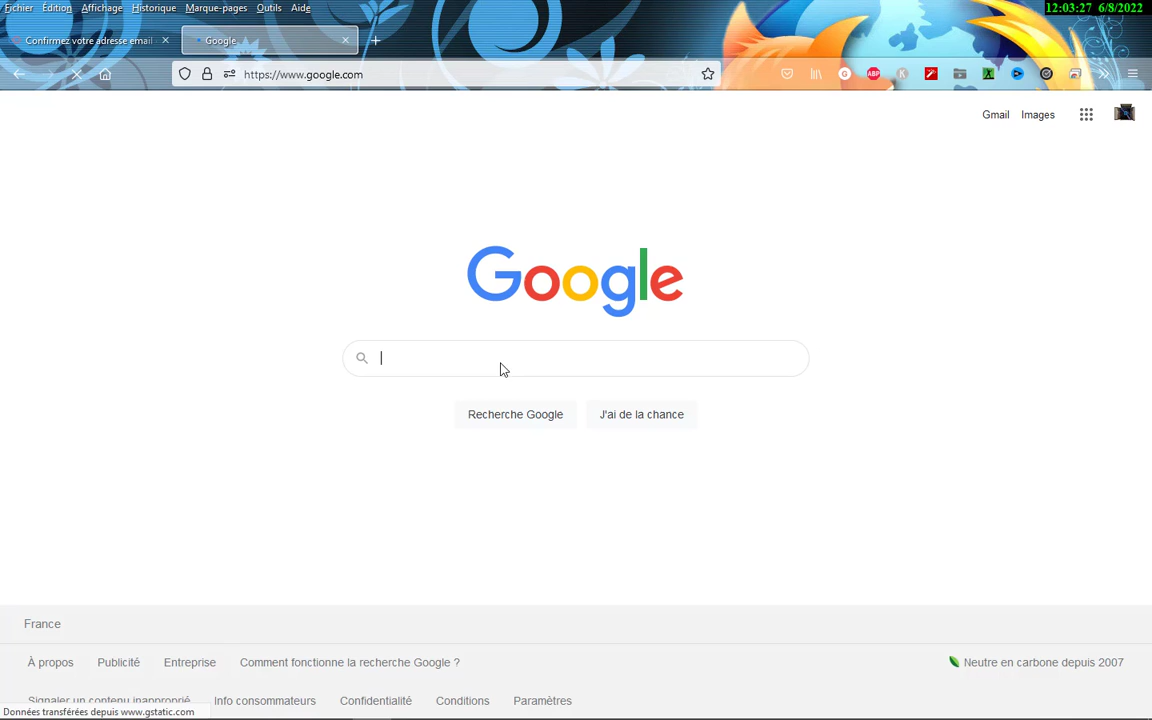 Fichier Édition Affichage Historique Marque-pages Outils Aide
12:03:27 6/8/2022
Confirmez votre adresse email
Google
https://www.google.com
ABP
Gmail Images
Google
Recherche Google
J'ai de la chance
France
À propos Publicité Entreprise Comment fonctionne la recherche Google ?
Neutre en carbone depuis 2007
Signaler un contenu inapproprié Info consommateurs Confidentialité Conditions Paramètres
Données transférées depuis www.gstatic.com